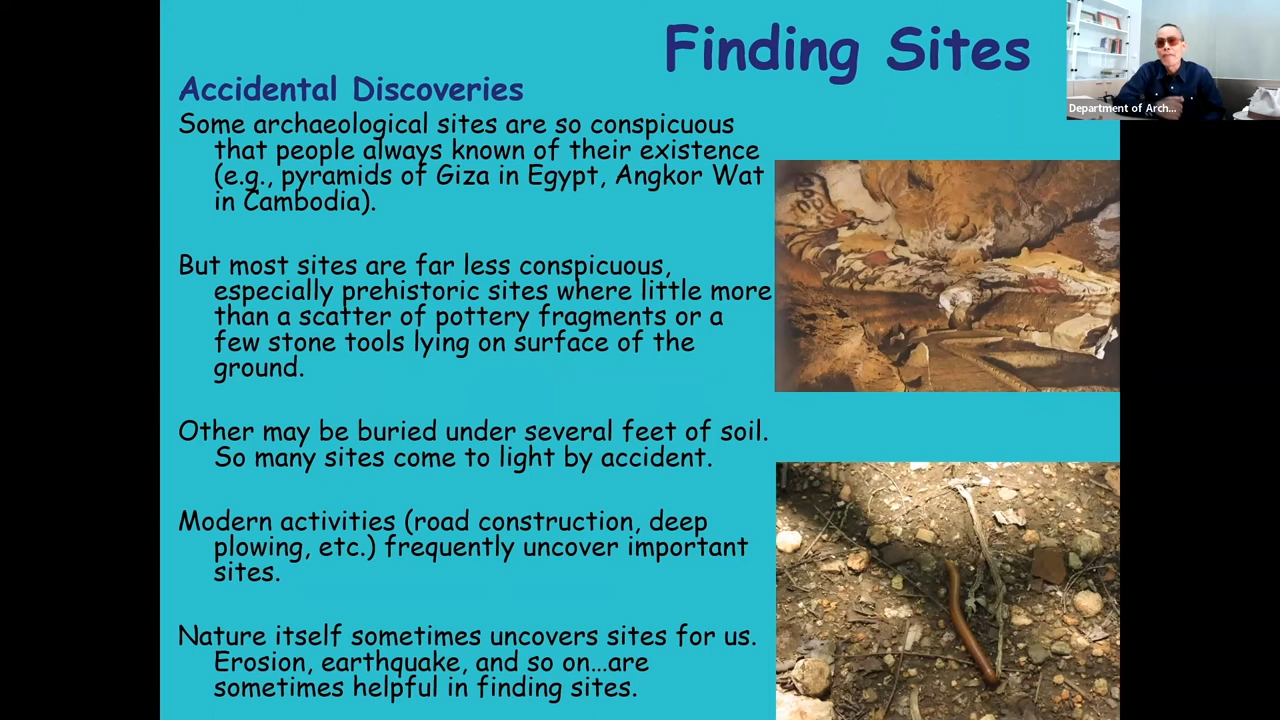 Finding Sites
Accidental Discoveries
Some archaeological sites are so conspicuous
that people always known of their existence
(e.g., pyramids of Giza in Egypt, Angkor Wat
in Cambodia).
But most sites are far less conspicuous,
especially prehistoric sites where little more
than a scatter of pottery fragments or a
few stone tools lying on surface of the
ground.
Other may be buried under several feet of soil.
So many sites come to light by accident.
Modern activities (road construction, deep
plowing, etc.) frequently uncover important
sites.
Nature itself sometimes uncovers sites for us.
Erosion, earthquake, and so on…are
sometimes helpful in finding sites.
Department of Arch...